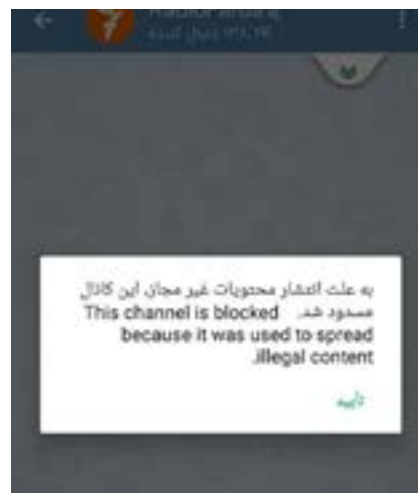 به علت انتشار محتویات غیر مجاز، این کانال
مسدود شد. This channel is blocked
because it was used to spread
illegal content.
تأیید